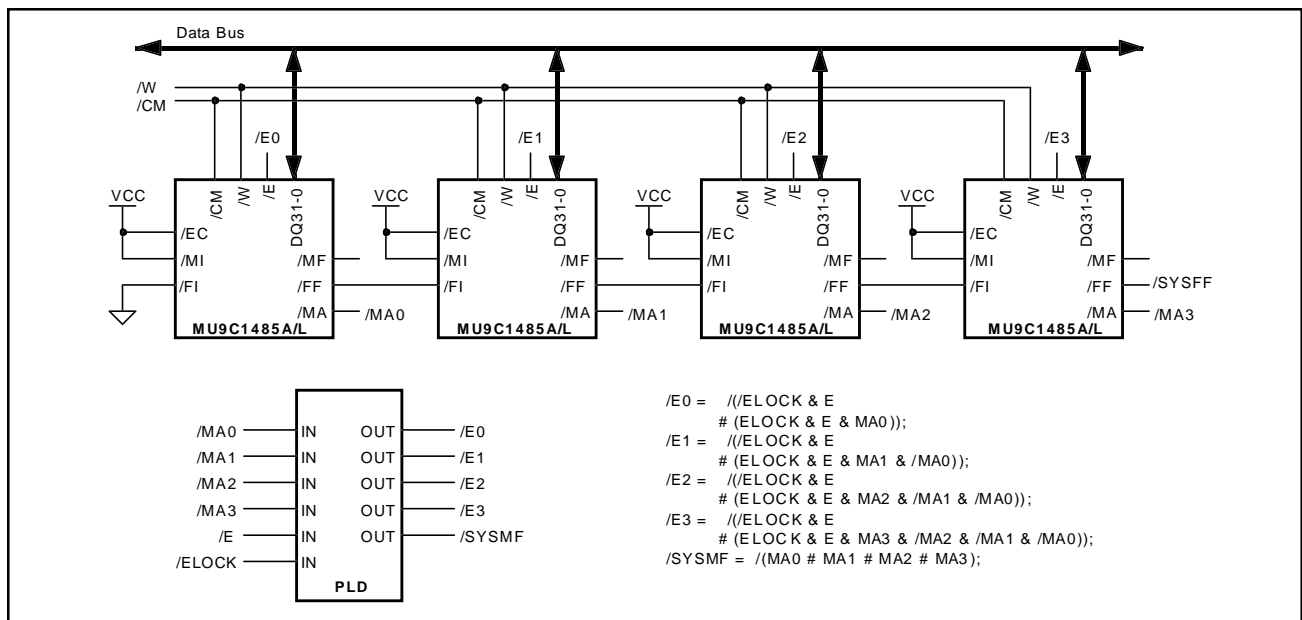 Data Bus
/W
/CM
/E0
/E1
/E2
/E3
VCC
/CM
/W
/E
DQ31-0
/EC
/MI
/FI
/MF
/FF
/MA
/MA0
MU9C1485A/L
VCC
/CM
/W
/E
DQ31-0
/EC
/MI
/FI
/MF
/FF
/MA
/MA1
MU9C1485A/L
VCC
/CM
/W
/E
DQ31-0
/EC
/MI
/FI
/MF
/FF
/MA
/MA2
MU9C1485A/L
VCC
/CM
/W
/E
DQ31-0
/EC
/MI
/FI
/MF
/FF
/SYSFF
/MA
/MA3
MU9C1485A/L
/MA0 IN OUT /E0
/MA1 IN OUT /E1
/MA2 IN OUT /E2
/MA3 IN OUT /E3
/E IN OUT /SYSMF
/ELOCK IN
PLD
/E0 = /(/ELOCK & E
# (ELOCK & E & MA0));
/E1 = /(/ELOCK & E
# (ELOCK & E & MA1 & /MA0));
/E2 = /(/ELOCK & E
# (ELOCK & E & MA2 & /MA1 & /MA0));
/E3 = /(/ELOCK & E
# (ELOCK & E & MA3 & /MA2 & /MA1 & /MA0));
/SYSMF = /(MA0 # MA1 # MA2 # MA3);